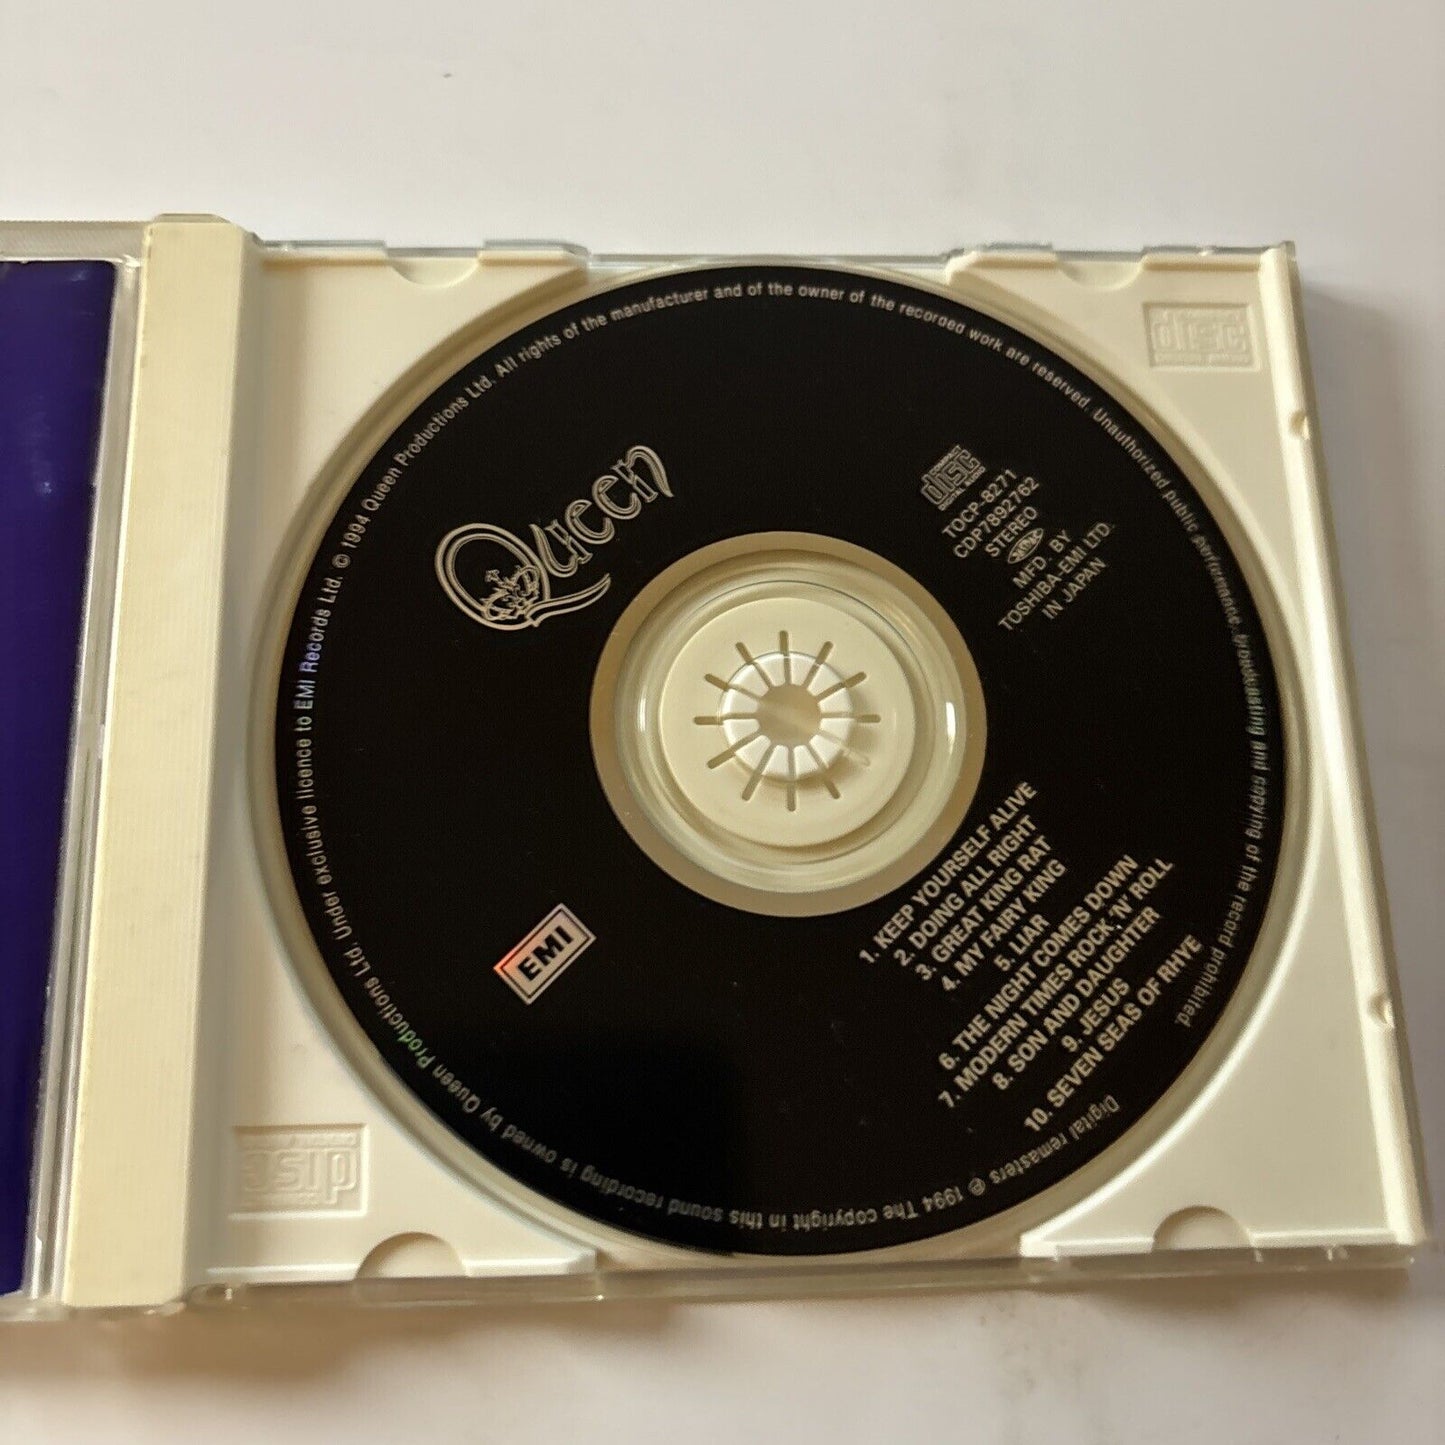 Queen
disc
TOCP-8271
CDP7892762
STEREO
MFD. BY
TOSHIBA-EMI LTD.
IN JAPAN
EMI
1. KEEP YOURSELF ALIVE
2. DOING ALL RIGHT
3. GREAT KING RAT
4. MY FAIRY KING
5. LIAR
6. THE NIGHT COMES DOWN
7. MODERN TIMES ROCK 'N' ROLL
8. SON AND DAUGHTER
9. JESUS
10. SEVEN SEAS OF RHYE
Digital remasters ℗ 1994 The copyright in this sound recording is owned by Queen Productions Ltd. Under exclusive licence to EMI Records Ltd. © 1994 Queen Productions Ltd. All rights of the manufacturer and of the owner of the recorded work are reserved. Unauthorized public performance, broadcasting and copying of the record prohibited.
disc
disc